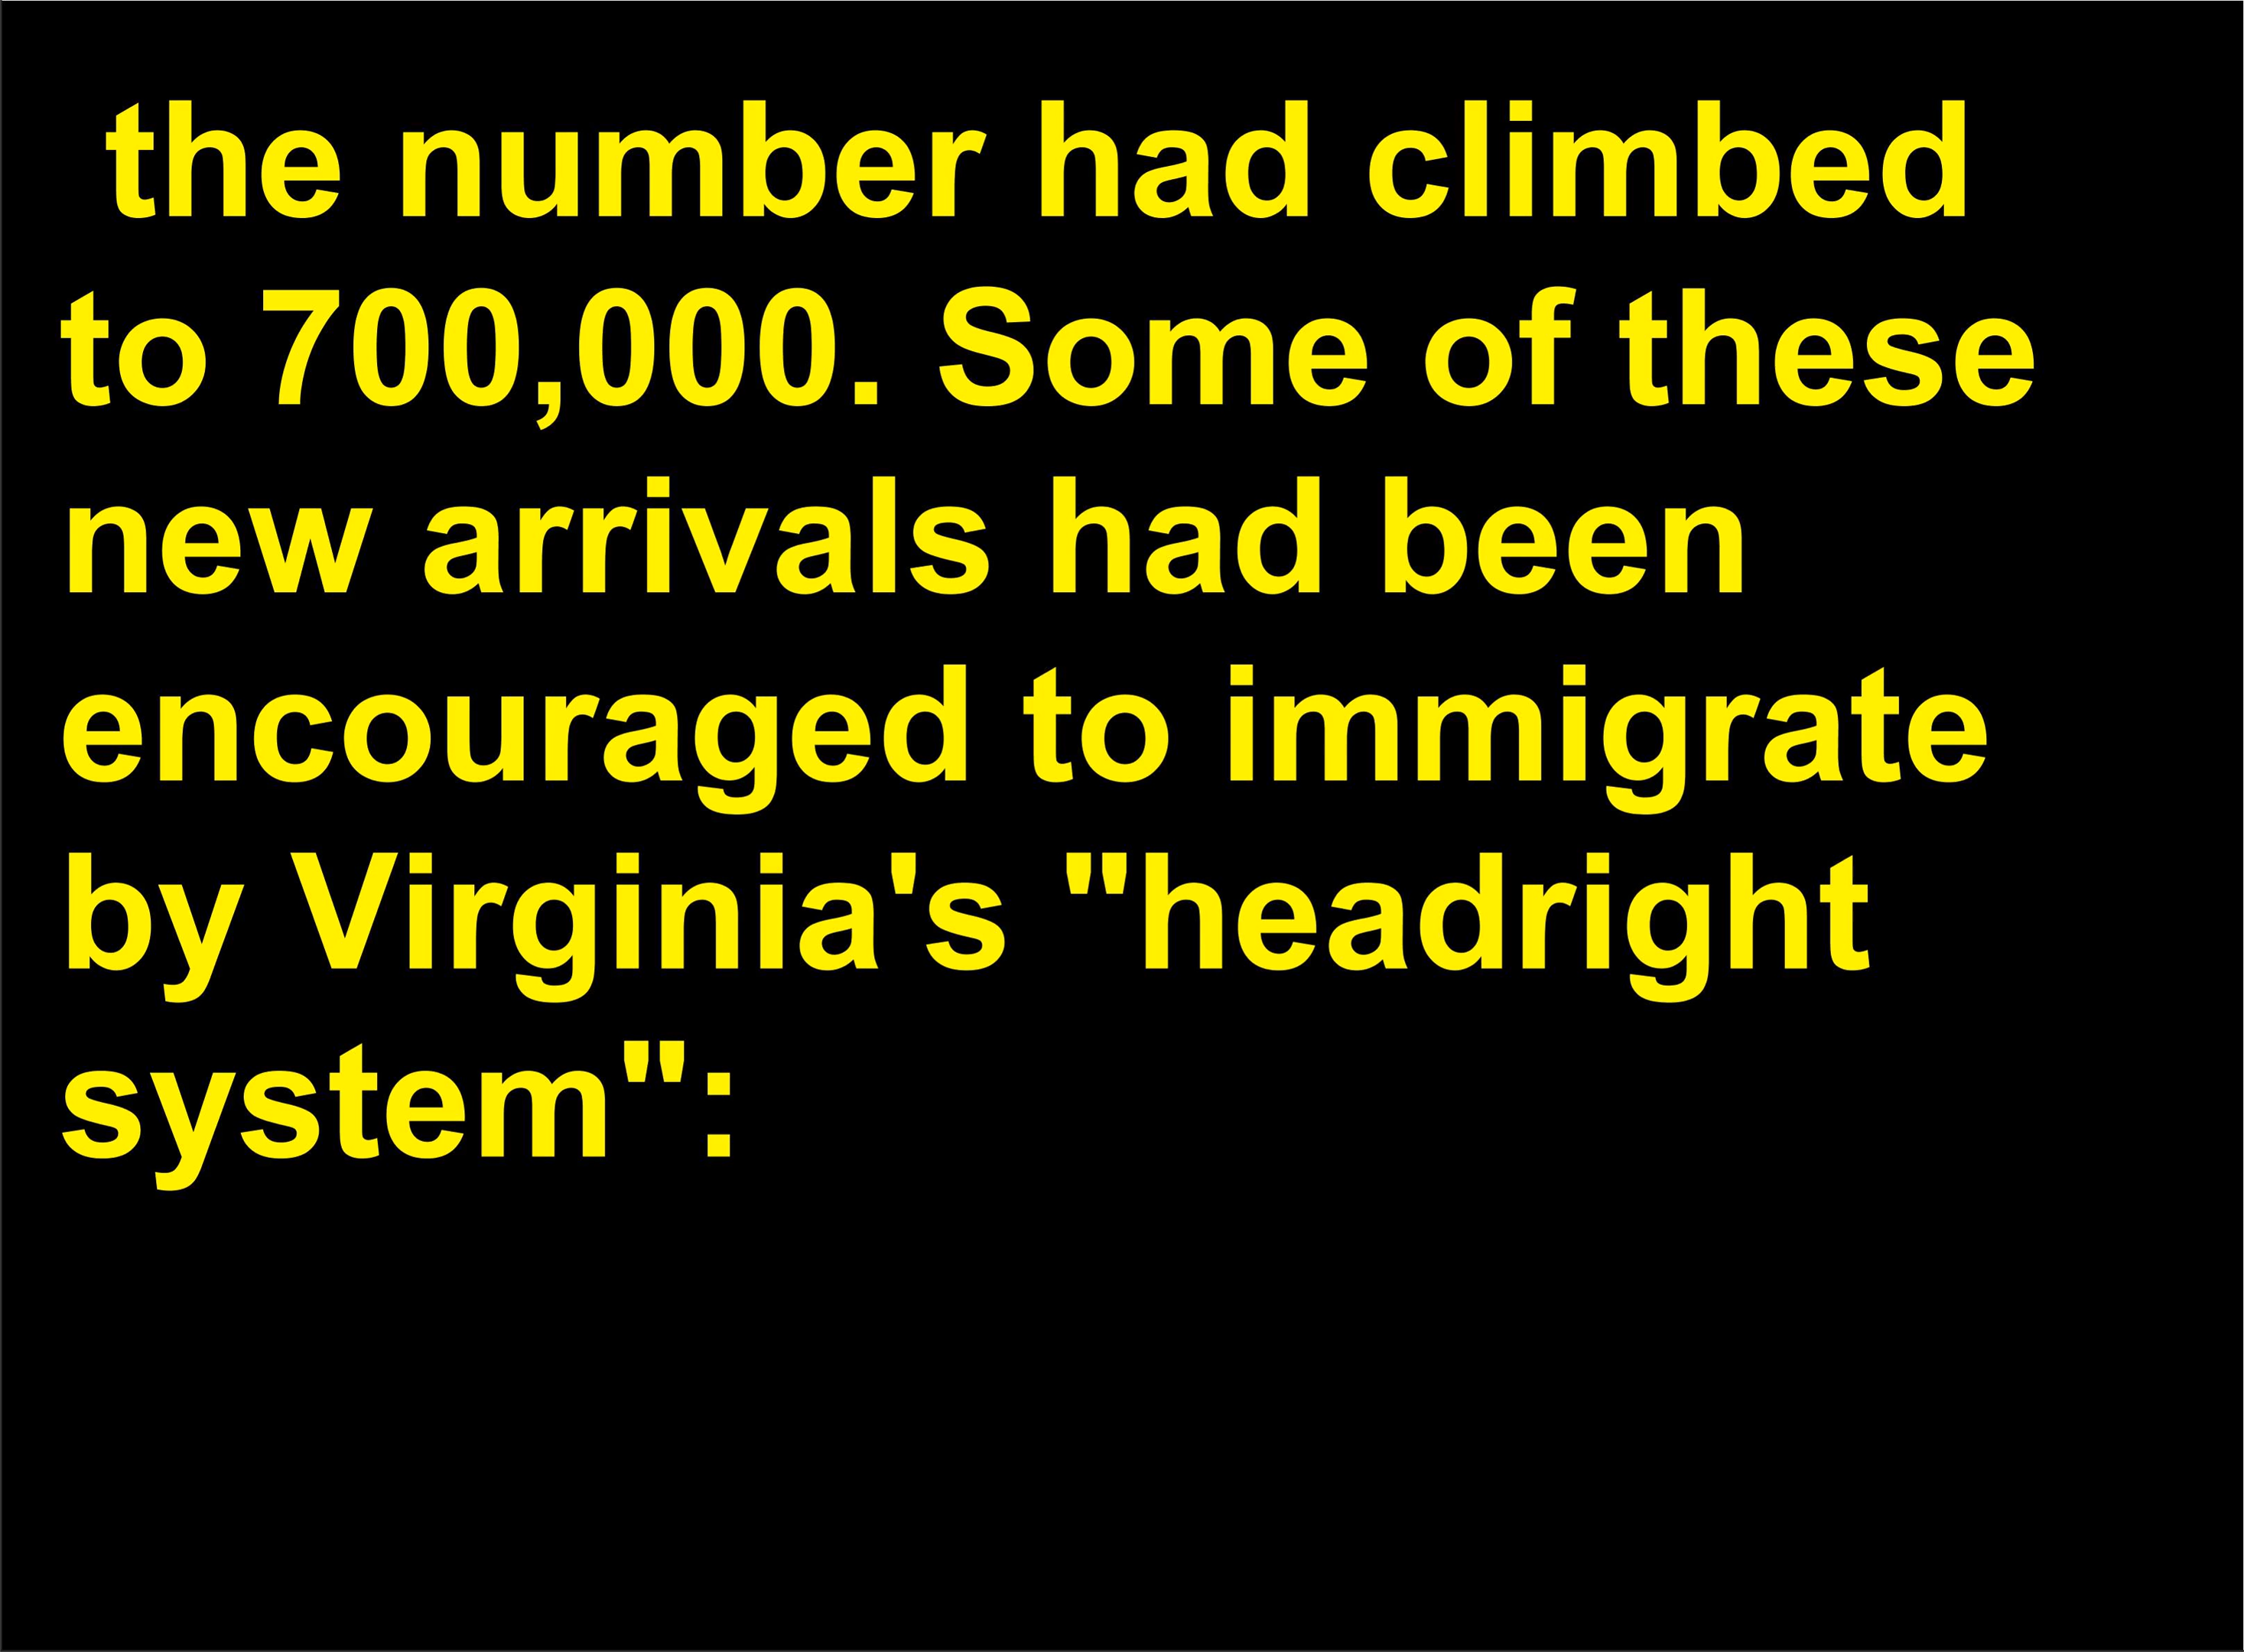 the number had climbed
to 700,000. Some of these
new arrivals had been
encouraged to immigrate
by Virginia's "headright
system":